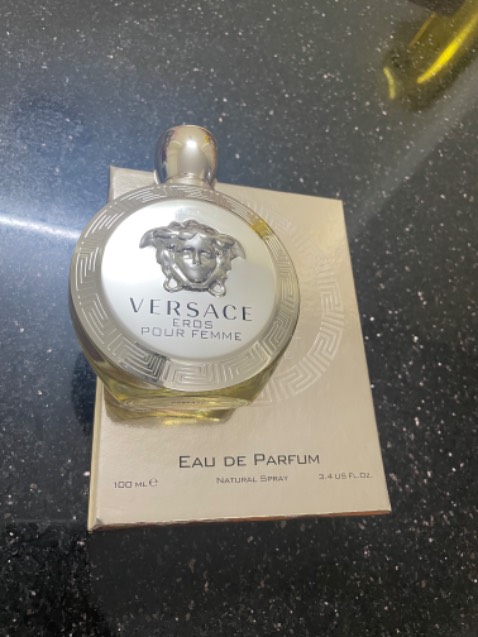 VERSACE
EROS
POUR FEMME
EAU DE PARFUM
100 ML ℮ NATURAL SPRAY 3.4 US FL.OZ.